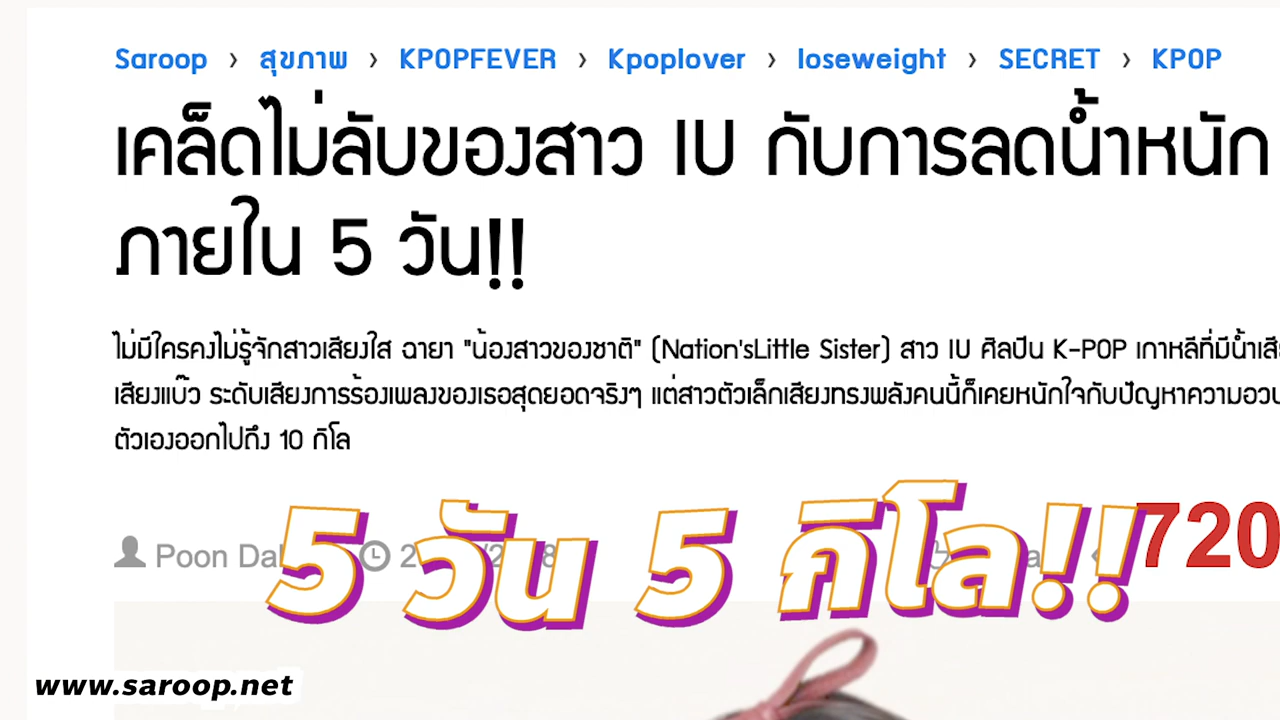 Saroop › สุขภาพ › KPOPFEVER › Kpoplover › loseweight › SECRET › KPOP
เคล็ดไม่ลับของสาว IU กับการลดน้ำหนัก
ภายใน 5 วัน!!
ไม่มีใครคงไม่รู้จักสาวเสียงใส ฉายา "น้องสาวของชาติ" (Nation'sLittle Sister) สาว IU ศิลปิน K-POP เกาหลีที่มีน้ำเสี
เสียงแบ๊ว ระดับเสียงการร้องเพลงของเธอสุดยอดจริงๆ แต่สาวตัวเล็กเสียงทรงพลังคนนี้ก็เคยหนักใจกับปัญหาความอวบ
ตัวเองออกไปถึง 10 กิโล
Poon
5 วัน 5 กิโล!!
720
www.saroop.net